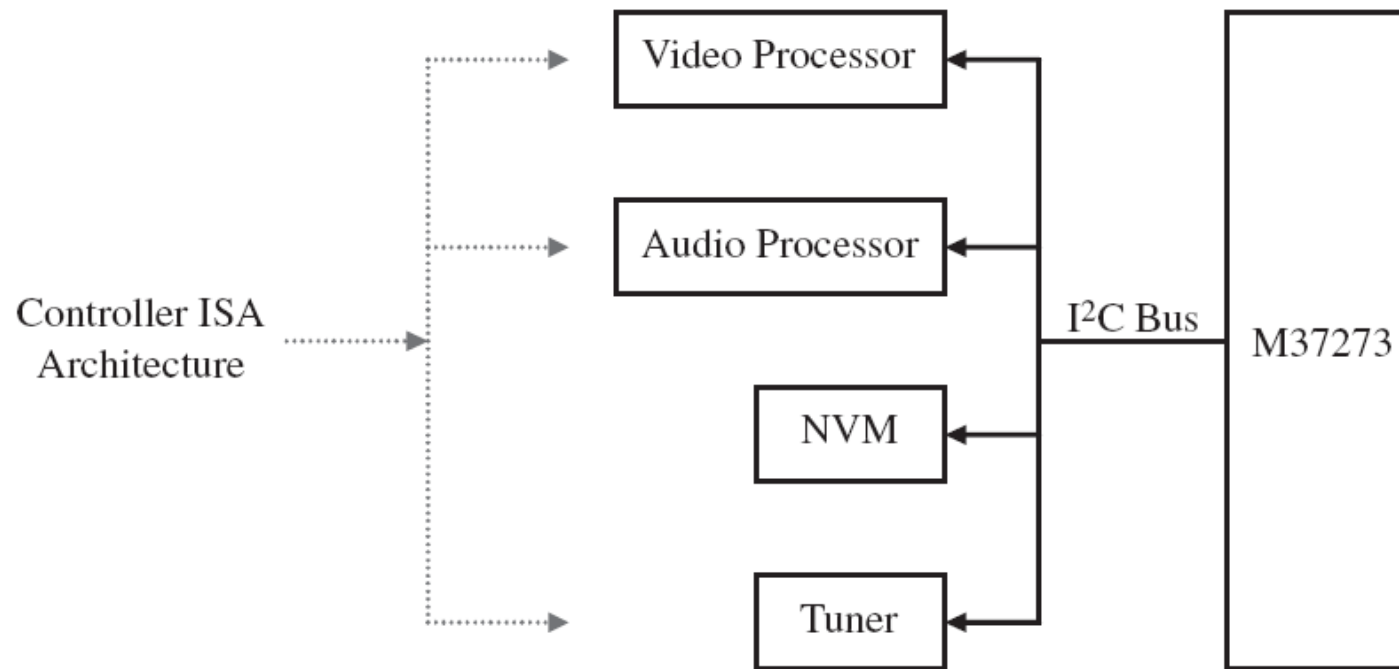 Video Processor
Audio Processor
Controller ISA
Architecture
I²C Bus
M37273
NVM
Tuner